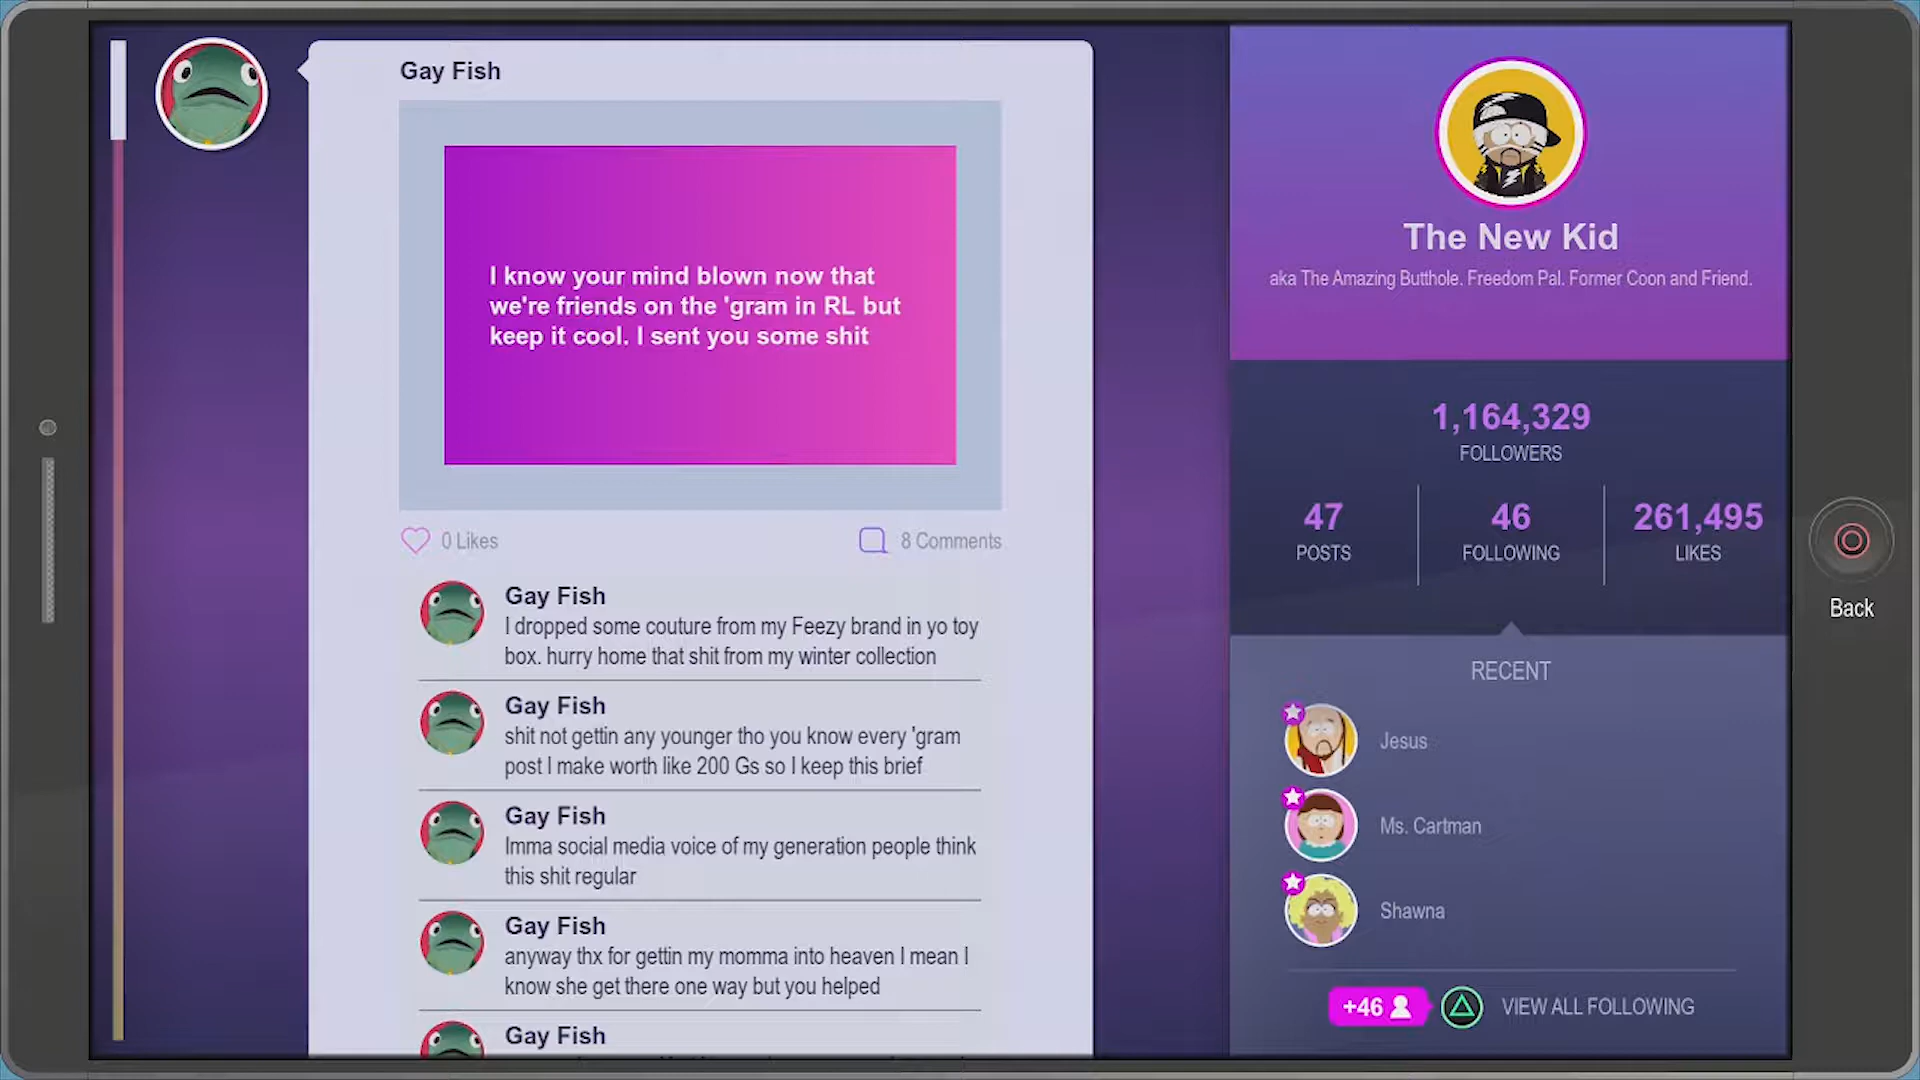 Gay Fish
I know your mind blown now that
we're friends on the 'gram in RL but
keep it cool. I sent you some shit
0 Likes
8 Comments
Gay Fish
I dropped some couture from my Feezy brand in yo toy
box. hurry home that shit from my winter collection
Gay Fish
shit not gettin any younger tho you know every 'gram
post I make worth like 200 Gs so I keep this brief
Gay Fish
Imma social media voice of my generation people think
this shit regular
Gay Fish
anyway thx for gettin my momma into heaven I mean I
know she get there one way but you helped
Gay Fish
The New Kid
aka The Amazing Butthole. Freedom Pal. Former Coon and Friend.
1,164,329
FOLLOWERS
47
POSTS
46
FOLLOWING
261,495
LIKES
RECENT
Jesus
Ms. Cartman
Shawna
+46
VIEW ALL FOLLOWING
Back